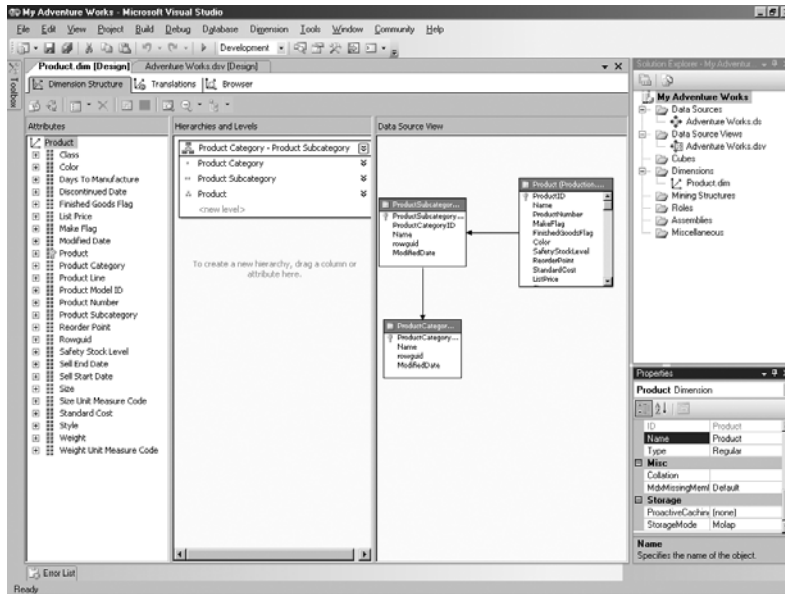 My Adventure Works - Microsoft Visual Studio
File Edit View Project Build Debug Database Dimension Tools Window Community Help
Development
Toolbox
Product.dim [Design] Adventure Works.dsv [Design]
Dimension Structure Translations Browser
Attributes
Product
Class
Color
Days To Manufacture
Discontinued Date
Finished Goods Flag
List Price
Make Flag
Modified Date
Product
Product Category
Product Line
Product Model ID
Product Number
Product Subcategory
Reorder Point
Rowguid
Safety Stock Level
Sell End Date
Sell Start Date
Size
Size Unit Measure Code
Standard Cost
Style
Weight
Weight Unit Measure Code
Hierarchies and Levels
Product Category - Product Subcategory
Product Category
Product Subcategory
Product
<new level>
To create a new hierarchy, drag a column or
attribute here.
Data Source View
ProductSubcategor...
ProductSubcategory...
ProductCategoryID
Name
rowguid
ModifiedDate
Product (Production....
ProductID
Name
ProductNumber
MakeFlag
FinishedGoodsFlag
Color
SafetyStockLevel
ReorderPoint
StandardCost
ListPrice
ProductCategor...
ProductCategory...
Name
rowguid
ModifiedDate
Solution Explorer - My Adventur...
My Adventure Works
Data Sources
Adventure Works.ds
Data Source Views
Adventure Works.dsv
Cubes
Dimensions
Product.dim
Mining Structures
Roles
Assemblies
Miscellaneous
Properties
Product Dimension
ID Product
Name Product
Type Regular
Misc
Collation
MdxMissingMeml Default
Storage
ProactiveCachin (none)
StorageMode Molap
Name
Specifies the name of the object.
Error List
Ready